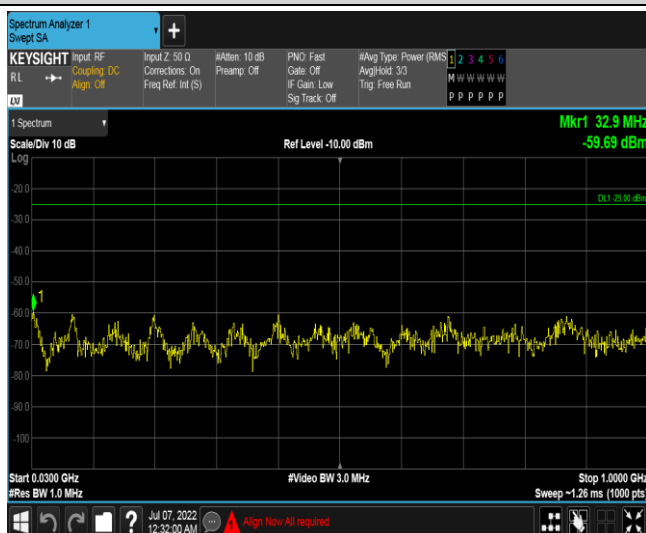 Spectrum Analyzer 1
Swept SA
+
KEYSIGHT Input: RF Input Z: 50 Ω #Atten: 10 dB PNO: Fast #Avg Type: Power (RMS 1 2 3 4 5 6
RL Coupling: DC Corrections: On Preamp: Off Gate: Off Avg|Hold: 3/3 M W W W W W
Align: Off Freq Ref: Int (S) IF Gain: Low Trig: Free Run
Sig Track: Off P P P P P P
LXI
1 Spectrum Mkr1 32.9 MHz
Scale/Div 10 dB Ref Level -10.00 dBm -59.69 dBm
Log
-20.0
DL1 -25.00 dBm
-30.0
-40.0
-50.0
1
-60.0
-70.0
-80.0
-90.0
-100
Start 0.0300 GHz #Video BW 3.0 MHz Stop 1.0000 GHz
#Res BW 1.0 MHz Sweep ~1.26 ms (1000 pts)
? Jul 07, 2022
12:32:00 AM
Align Now All required